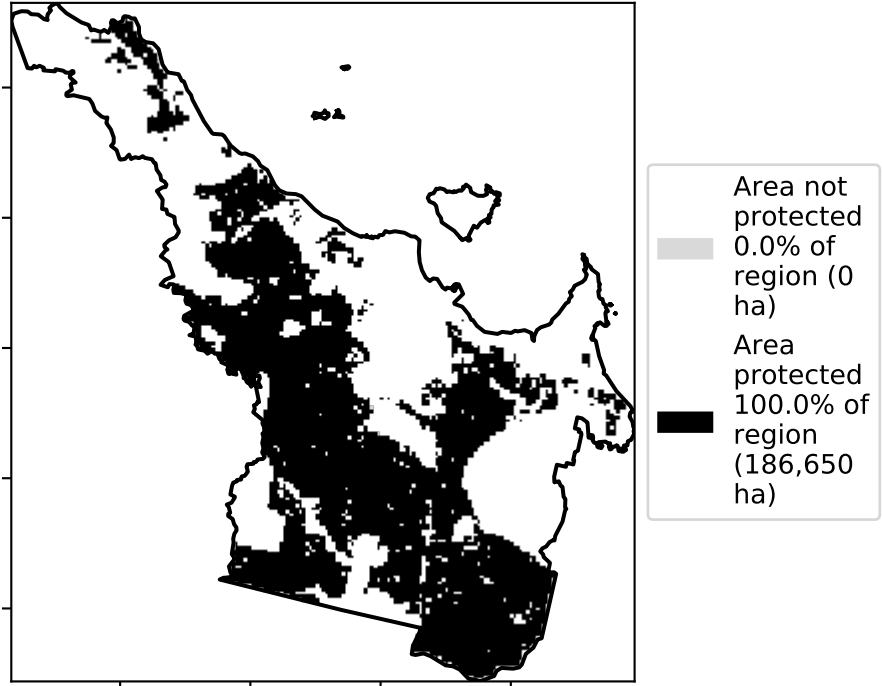 Area not
protected
0.0% of
region (0
ha)
Area
protected
100.0% of
region
(186,650
ha)